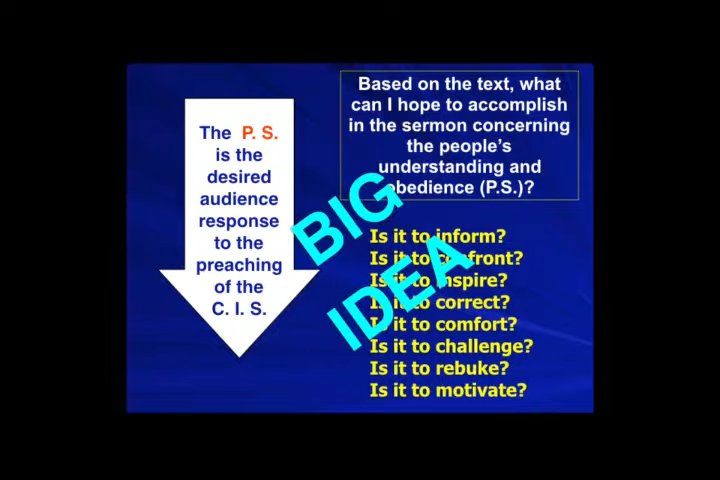 The P. S.
is the
desired
audience
response
to the
preaching
of the
C. I. S.
Based on the text, what
can I hope to accomplish
in the sermon concerning
the people's
understanding and
obedience (P.S.)?
BIG
IDEA
Is it to inform?
Is it to confront?
Is it to inspire?
Is it to correct?
Is it to comfort?
Is it to challenge?
Is it to rebuke?
Is it to motivate?